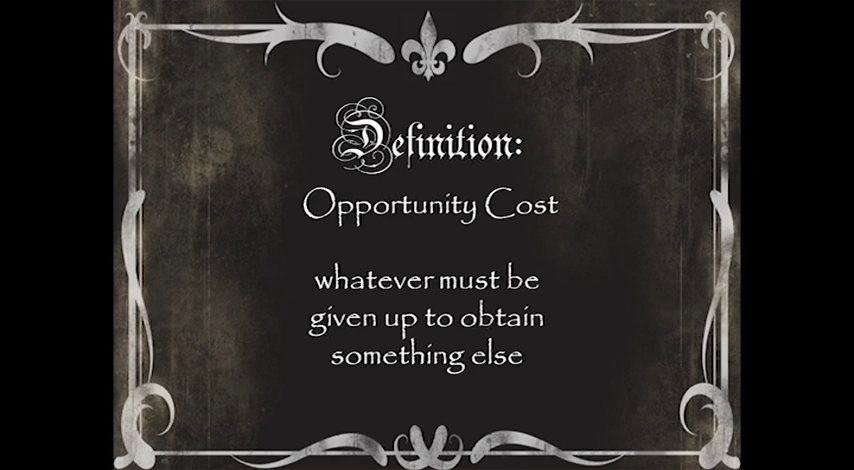 Definition:
Opportunity Cost
whatever must be
given up to obtain
something else